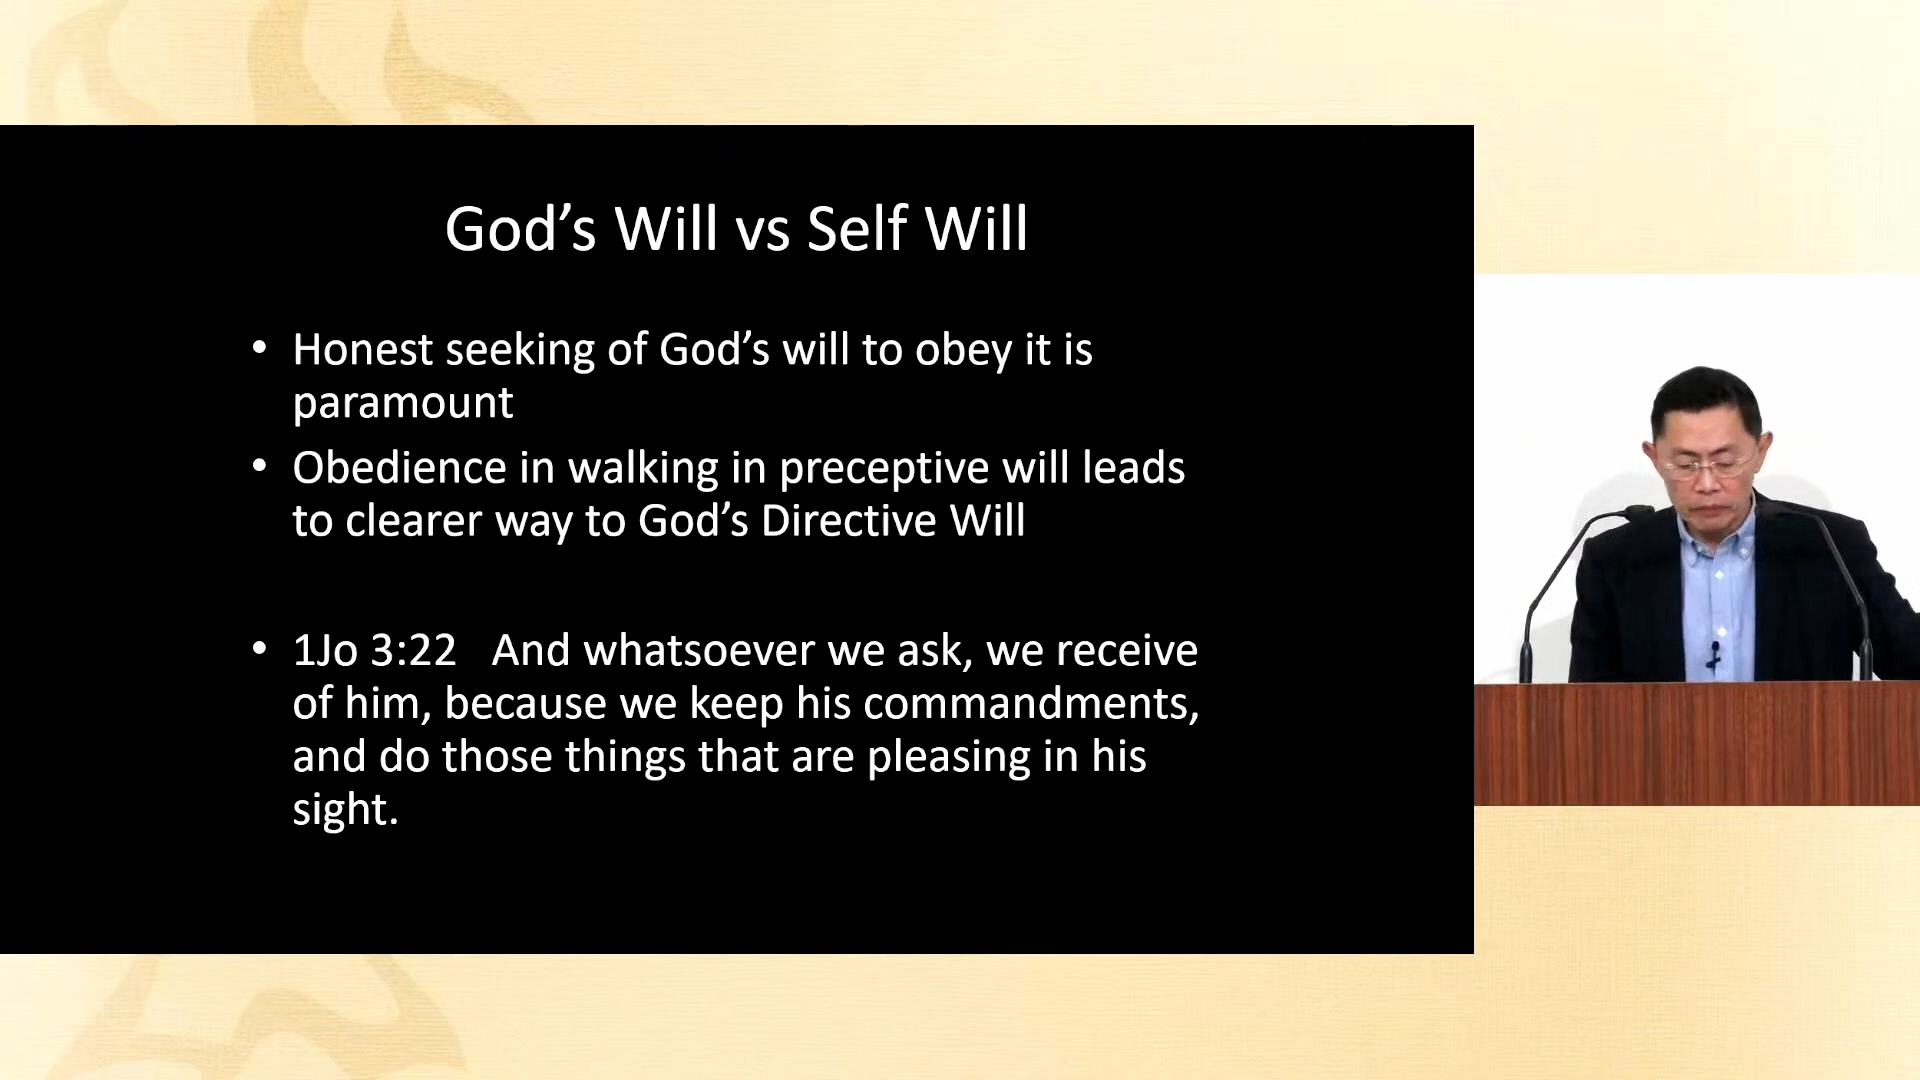 God’s Will vs Self Will
• Honest seeking of God’s will to obey it is
paramount
• Obedience in walking in preceptive will leads
to clearer way to God’s Directive Will
• 1Jo 3:22   And whatsoever we ask, we receive
of him, because we keep his commandments,
and do those things that are pleasing in his
sight.